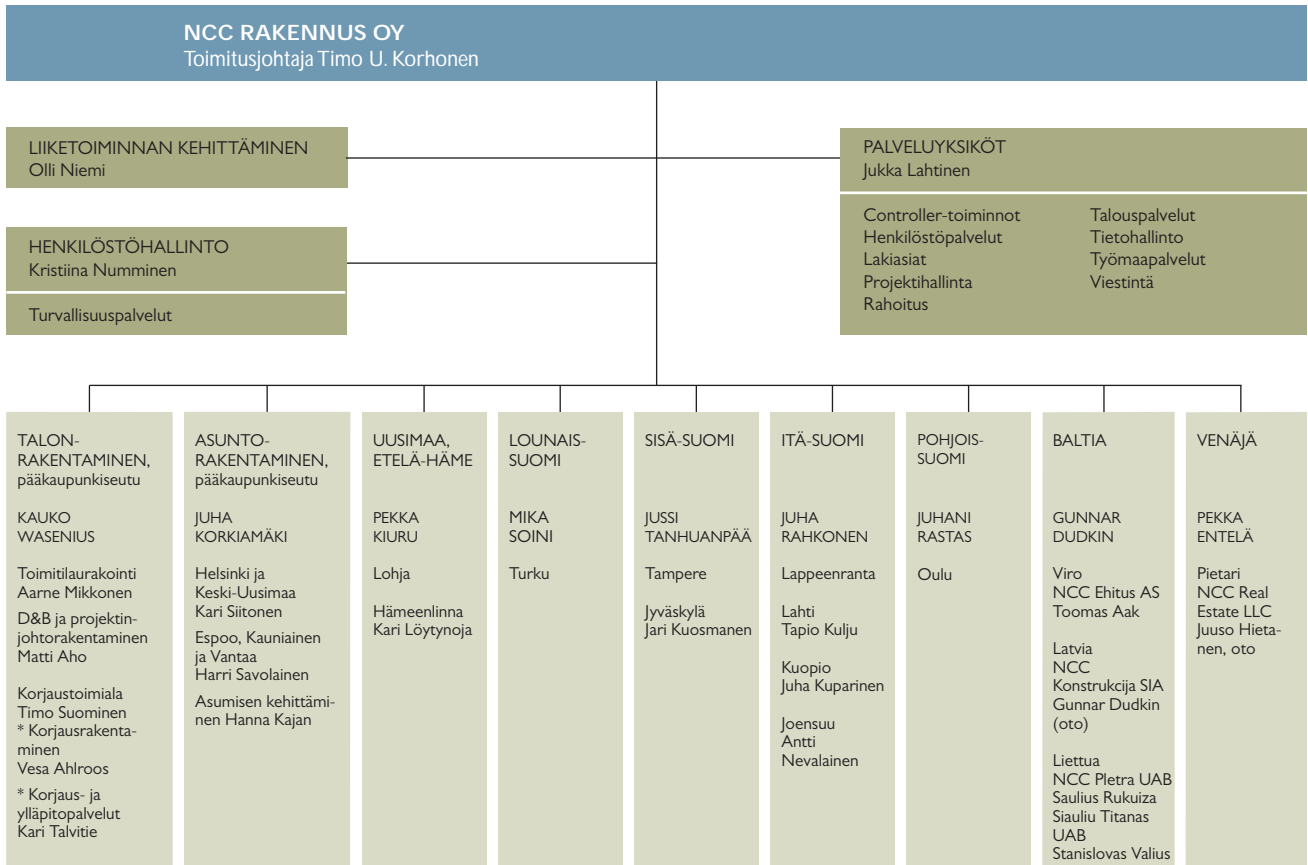 NCC RAKENNUS OY
Toimitusjohtaja Timo U. Korhonen
LIIKETOIMINNAN KEHITTÄMINEN
Olli Niemi
PALVELUYKSIKÖT
Jukka Lahtinen
Controller-toiminnot
Henkilöstöpalvelut
Lakiasiat
Projektihallinta
Rahoitus
Talouspalvelut
Tietohallinto
Työmaapalvelut
Viestintä
HENKILÖSTÖHALLINTO
Kristiina Numminen
Turvallisuuspalvelut
TALON-
RAKENTAMINEN,
pääkaupunkiseutu
KAUKO
WASENIUS
Toimitilaurakointi
Aarne Mikkonen
D&B ja projektin-
johtorakentaminen
Matti Aho
Korjaustoimiala
Timo Suominen
* Korjausrakenta-
minen
Vesa Ahlroos
* Korjaus- ja
ylläpitopalvelut
Kari Talvitie
ASUNTO-
RAKENTAMINEN,
pääkaupunkiseutu
JUHA
KORKIAMÄKI
Helsinki ja
Keski-Uusimaa
Kari Siitonen
Espoo, Kauniainen
ja Vantaa
Harri Savolainen
Asumisen kehittämi-
nen Hanna Kajan
UUSIMAA,
ETELÄ-HÄME
PEKKA
KIURU
Lohja
Hämeenlinna
Kari Löytynoja
LOUNAIS-
SUOMI
MIKA
SOINI
Turku
SISÄ-SUOMI
JUSSI
TANHUANPÄÄ
Tampere
Jyväskylä
Jari Kuosmanen
ITÄ-SUOMI
JUHA
RAHKONEN
Lappeenranta
Lahti
Tapio Kulju
Kuopio
Juha Kuparinen
Joensuu
Antti
Nevalainen
POHJOIS-
SUOMI
JUHANI
RASTAS
Oulu
BALTIA
GUNNAR
DUDKIN
Viro
NCC Ehitus AS
Toomas Aak
Latvia
NCC
Konstrukcija SIA
Gunnar Dudkin
(oto)
Liettua
NCC Pletra UAB
Saulius Rukuiza
Siauliu Titanas
UAB
Stanislovas Valius
VENÄJÄ
PEKKA
ENTELÄ
Pietari
NCC Real
Estate LLC
Juuso Hieta-
nen, oto